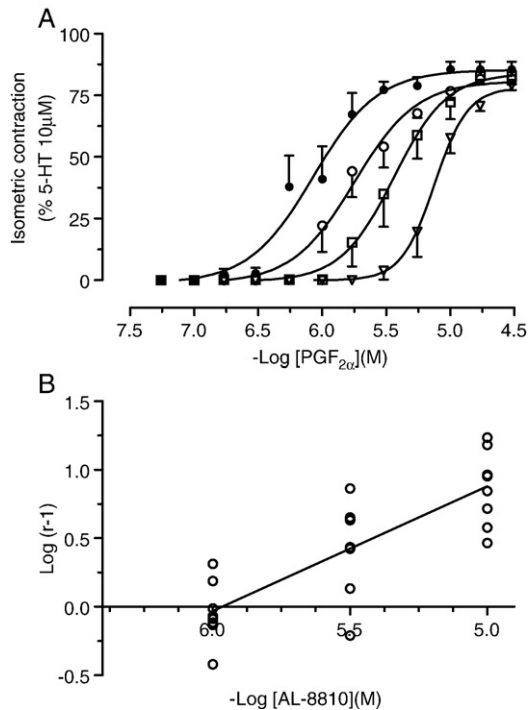 A
100
75
50
25
0
Isometric contraction
(% 5-HT 10μM)
7.5 7.0 6.5 6.0 5.5 5.0 4.5
-Log [PGF2α](M)
B
1.5
1.0
0.5
0.0
-0.5
Log (r-1)
6.0 5.5 5.0
-Log [AL-8810](M)